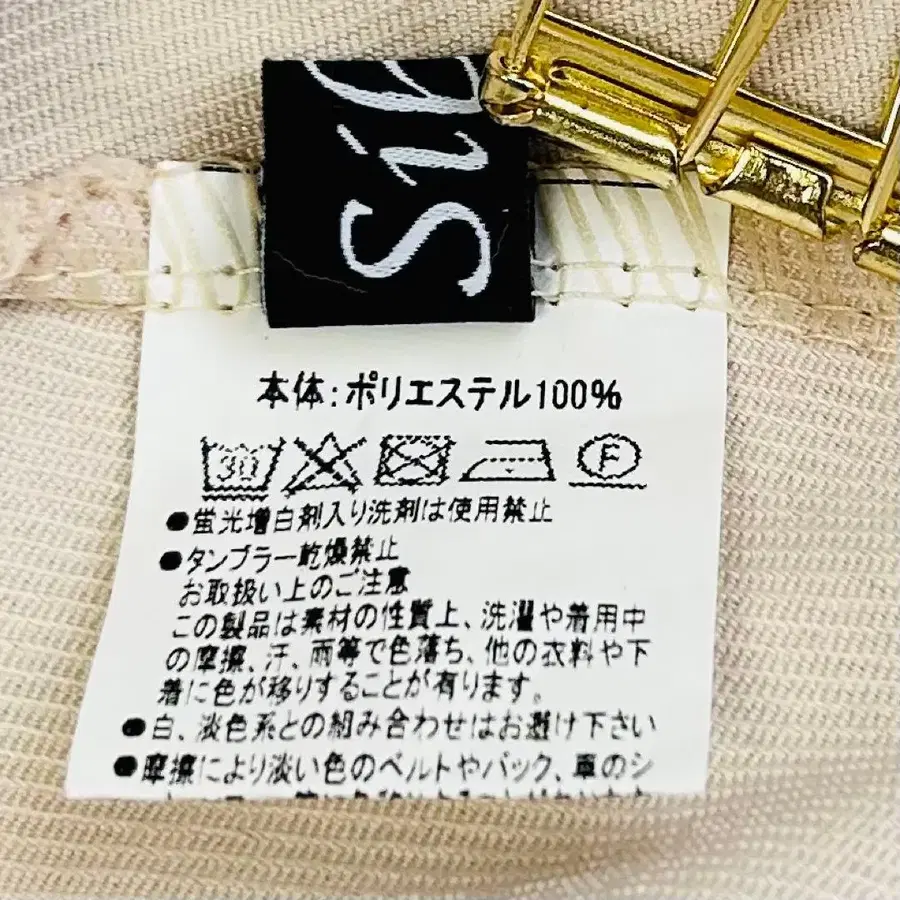 本体:ポリエステル100%
30
F
●蛍光増白剤入り洗剤は使用禁止
●タンブラー乾燥禁止
お取扱い上のご注意
この製品は素材の性質上、洗濯や着用中
の摩擦、汗、雨等で色落ち、他の衣料や下
着に色が移りすることが有ります。
●白、淡色系との組み合わせはお避け下さい
●摩擦により淡い色のベルトやバック、車のシ